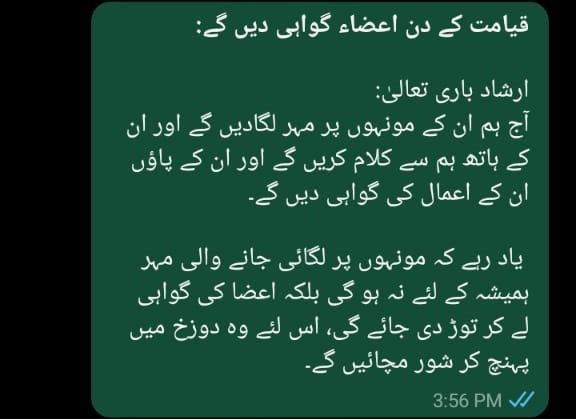 قیامت کے دن اعضاء گواہی دیں گے:
ارشاد باری تعالیٰ:
آج ہم ان کے مونہوں پر مہر لگادیں گے اور ان
کے ہاتھ ہم سے کلام کریں گے اور ان کے پاؤں
ان کے اعمال کی گواہی دیں گے۔
یاد رہے کہ مونہوں پر لگائی جانے والی مہر
ہمیشہ کے لئے نہ ہو گی بلکہ اعضا کی گواہی
لے کر توڑ دی جائے گی، اس لئے وہ دوزخ میں
پہنچ کر شور مچائیں گے۔
3:56 PM